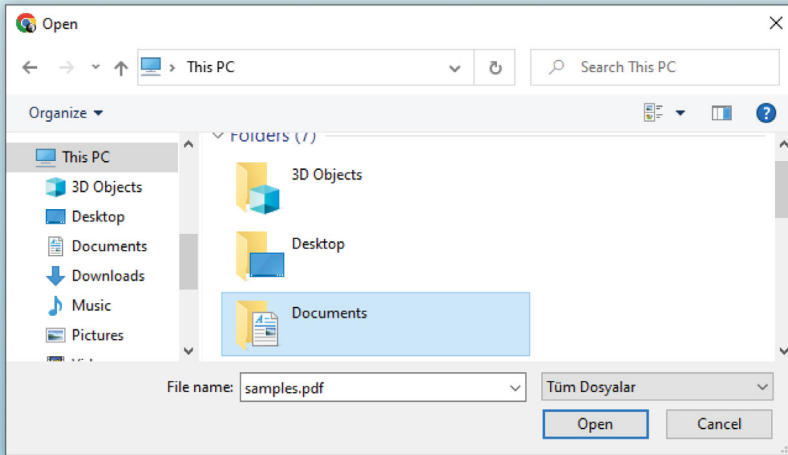 Open
This PC
Search This PC
Organize
Folders (7)
This PC
3D Objects
Desktop
Documents
Downloads
Music
Pictures
3D Objects
Desktop
Documents
File name: samples.pdf
Tüm Dosyalar
Open
Cancel